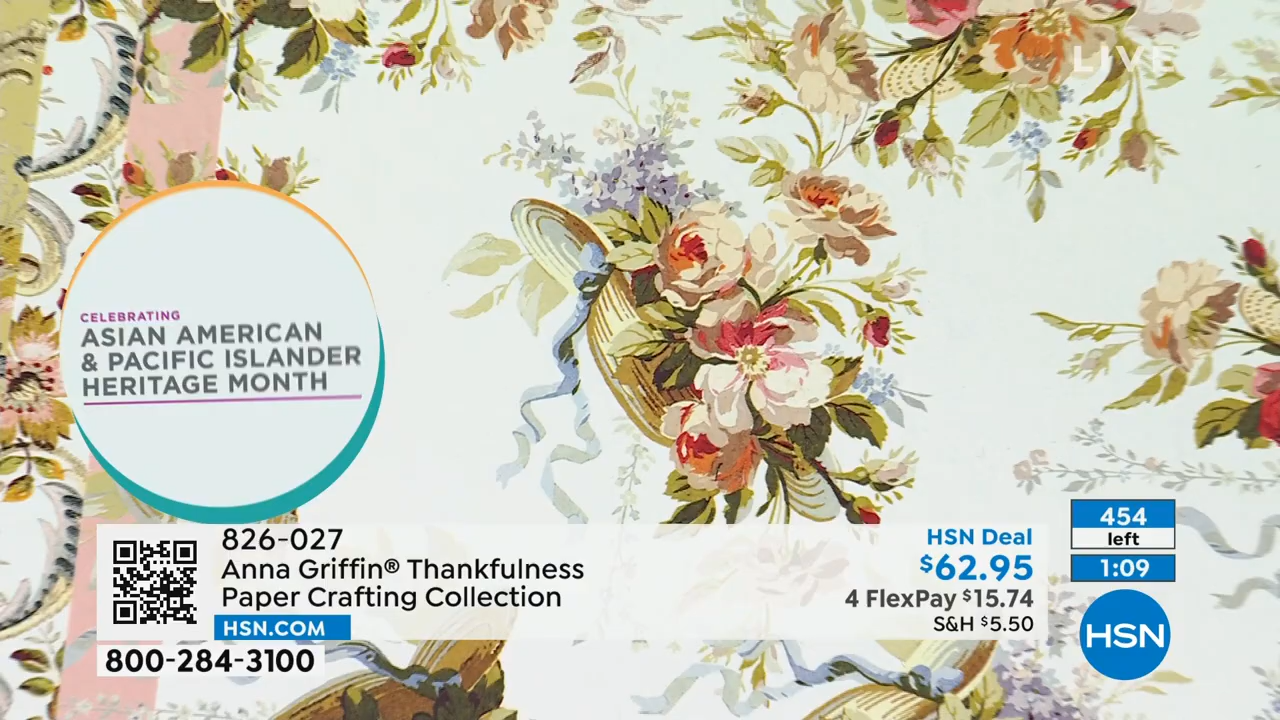 LIVE
CELEBRATING
ASIAN AMERICAN
& PACIFIC ISLANDER
HERITAGE MONTH
826-027
Anna Griffin® Thankfulness
Paper Crafting Collection
HSN.COM
800-284-3100
HSN Deal
$62.95
4 FlexPay $15.74
S&H $5.50
454
left
1:09
HSN